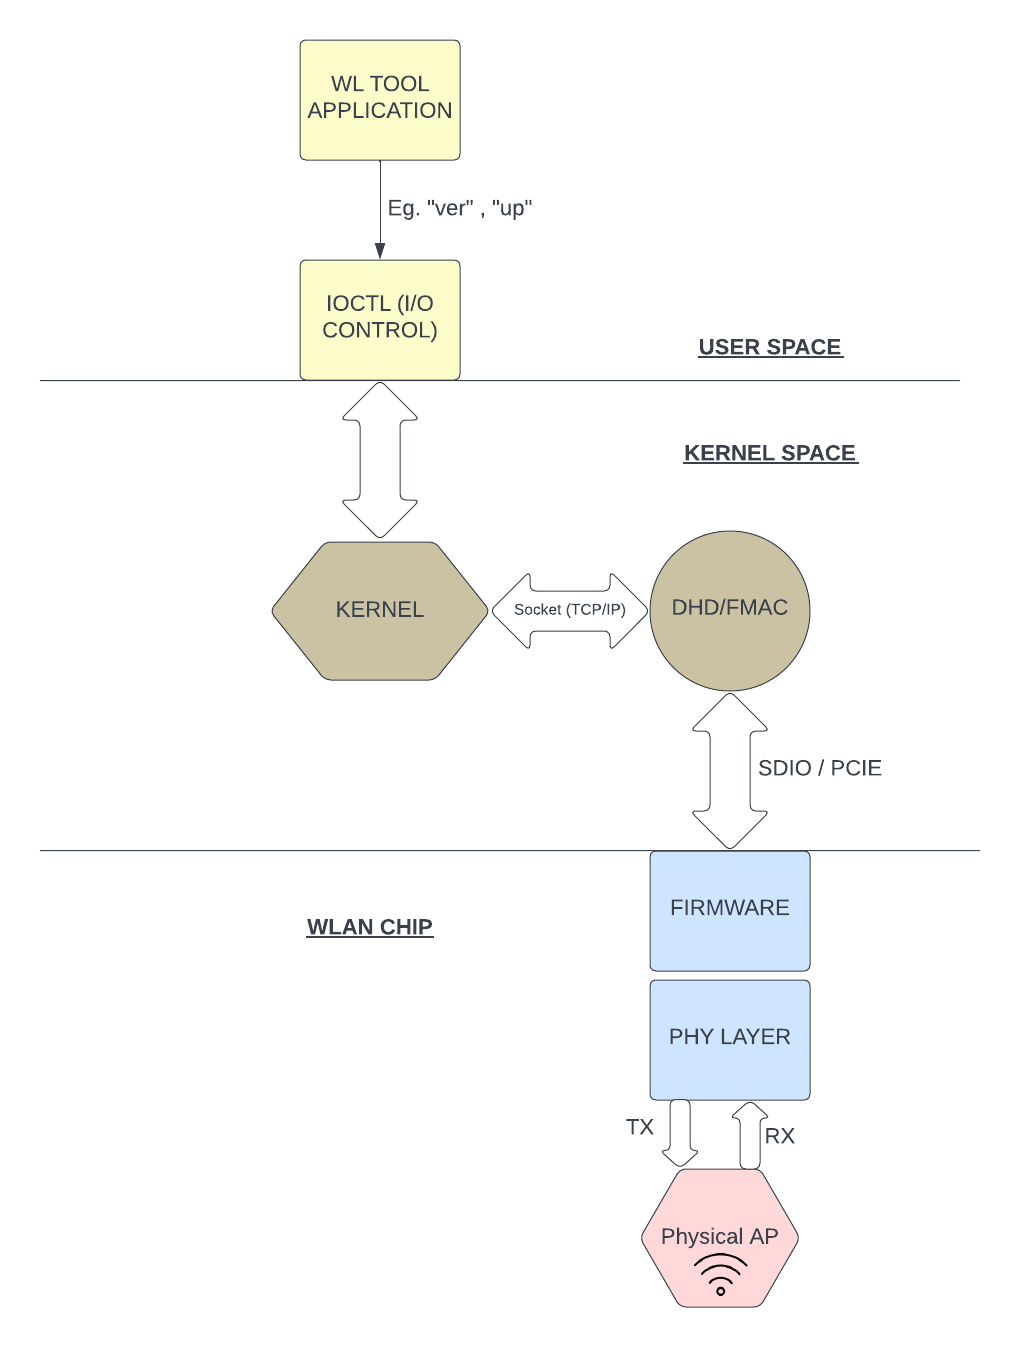 WL TOOL
APPLICATION
Eg. "ver" , "up"
IOCTL (I/O
CONTROL)
USER SPACE
KERNEL SPACE
KERNEL
Socket (TCP/IP)
DHD/FMAC
SDIO / PCIE
FIRMWARE
WLAN CHIP
PHY LAYER
TX
RX
Physical AP